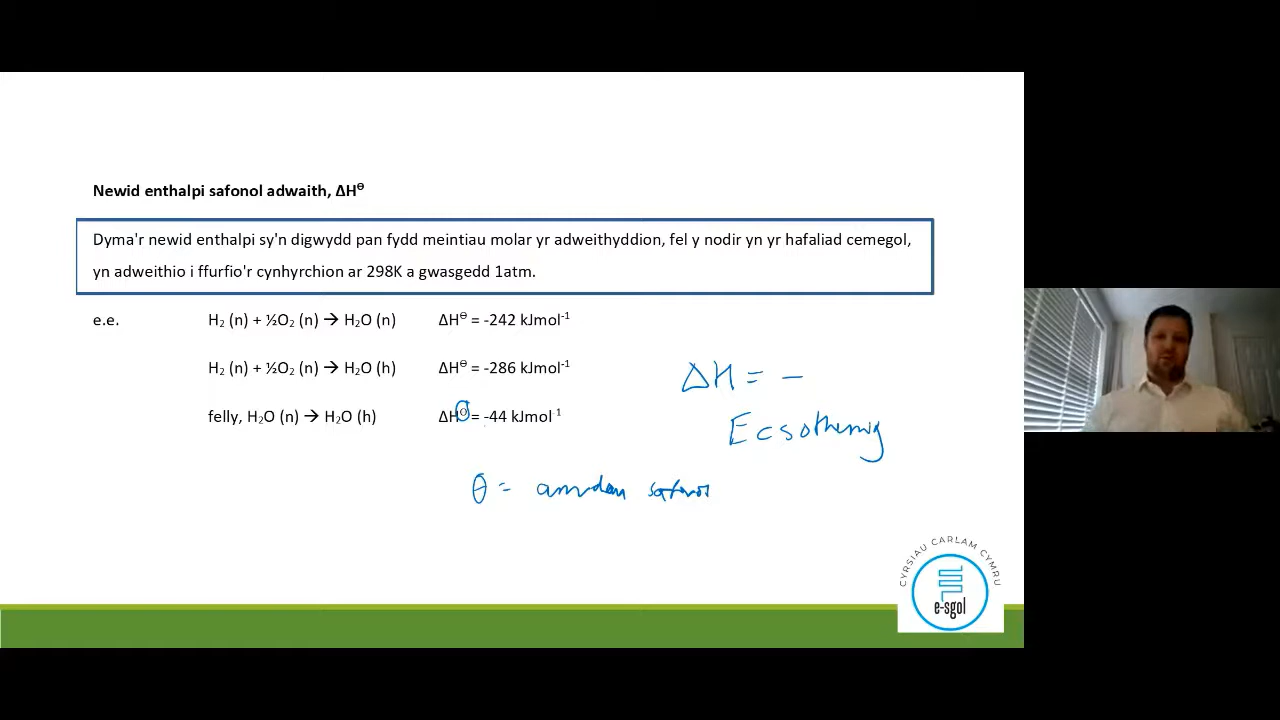 Newid enthalpi safonol adwaith, ΔH⁠ᶱ
Dyma'r newid enthalpi sy'n digwydd pan fydd meintiau molar yr adweithyddion, fel y nodir yn yr hafaliad cemegol,
yn adweithio i ffurfio'r cynhyrchion ar 298K a gwasgedd 1atm.
e.e. H₂ (n) + ½O₂ (n) → H₂O (n) ΔHᶱ = -242 kJmol⁻¹
H₂ (n) + ½O₂ (n) → H₂O (h) ΔHᶱ = -286 kJmol⁻¹
ΔH = −
felly, H₂O (n) → H₂O (h) ΔHᶱ = -44 kJmol⁻¹
Ecsothermig
θ = amodau safonol
CYRSIAU CARLAM CYMRU
e-sgol